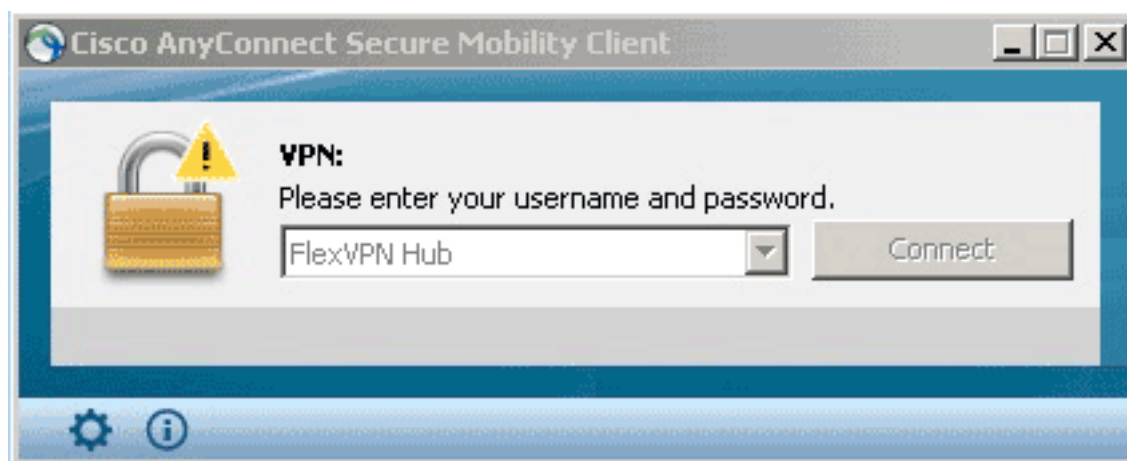 Cisco AnyConnect Secure Mobility Client
VPN:
Please enter your username and password.
FlexVPN Hub
Connect